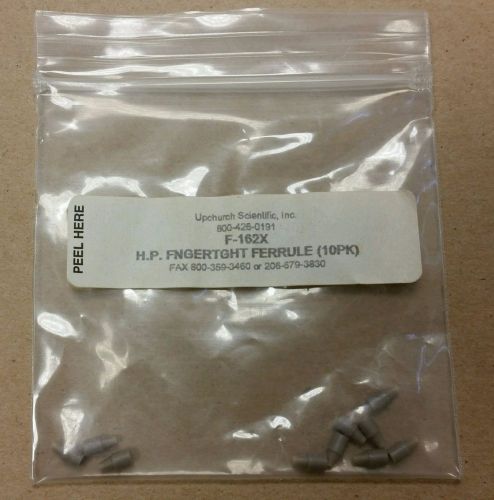 PEEL HERE
Upchurch Scientific, Inc.
800-426-0191
F-162X
H.P. FNGERTGHT FERRULE (10PK)
FAX 800-359-3460 or 206-679-3830